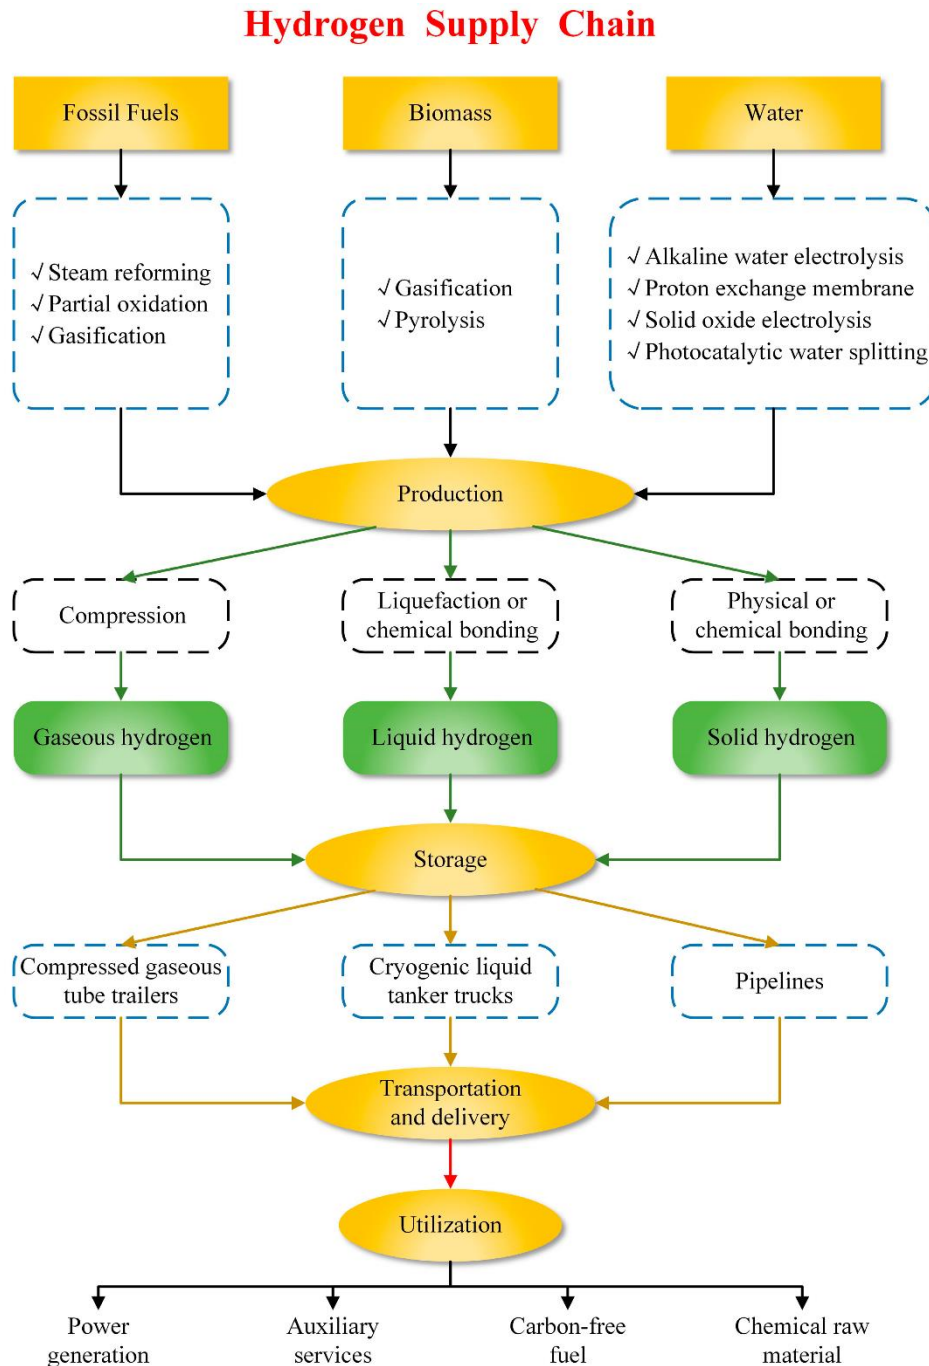 Hydrogen Supply Chain
Fossil Fuels
Biomass
Water
√ Steam reforming
√ Partial oxidation
√ Gasification
√ Gasification
√ Pyrolysis
√ Alkaline water electrolysis
√ Proton exchange membrane
√ Solid oxide electrolysis
√ Photocatalytic water splitting
Production
Compression
Liquefaction or
chemical bonding
Physical or
chemical bonding
Gaseous hydrogen
Liquid hydrogen
Solid hydrogen
Storage
Compressed gaseous
tube trailers
Cryogenic liquid
tanker trucks
Pipelines
Transportation
and delivery
Utilization
Power
generation
Auxiliary
services
Carbon-free
fuel
Chemical raw
material